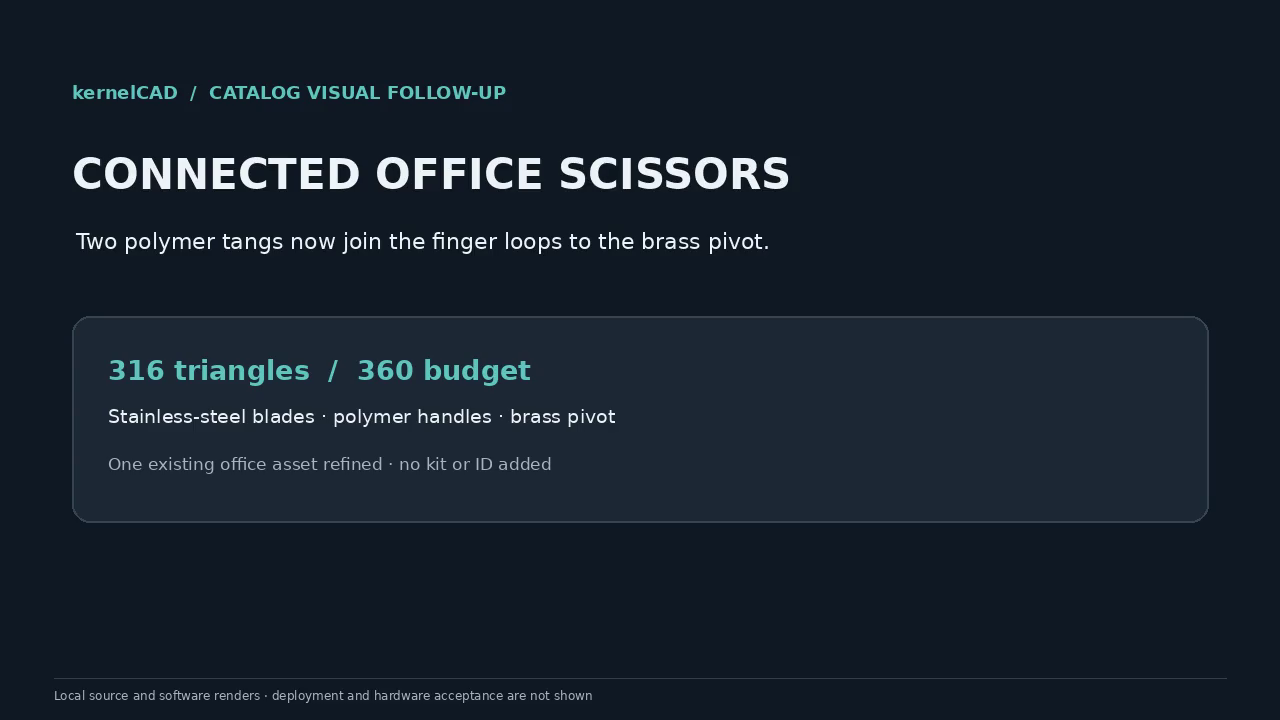 kernelCAD / CATALOG VISUAL FOLLOW-UP
CONNECTED OFFICE SCISSORS
Two polymer tangs now join the finger loops to the brass pivot.
316 triangles / 360 budget
Stainless-steel blades · polymer handles · brass pivot
One existing office asset refined · no kit or ID added
Local source and software renders · deployment and hardware acceptance are not shown